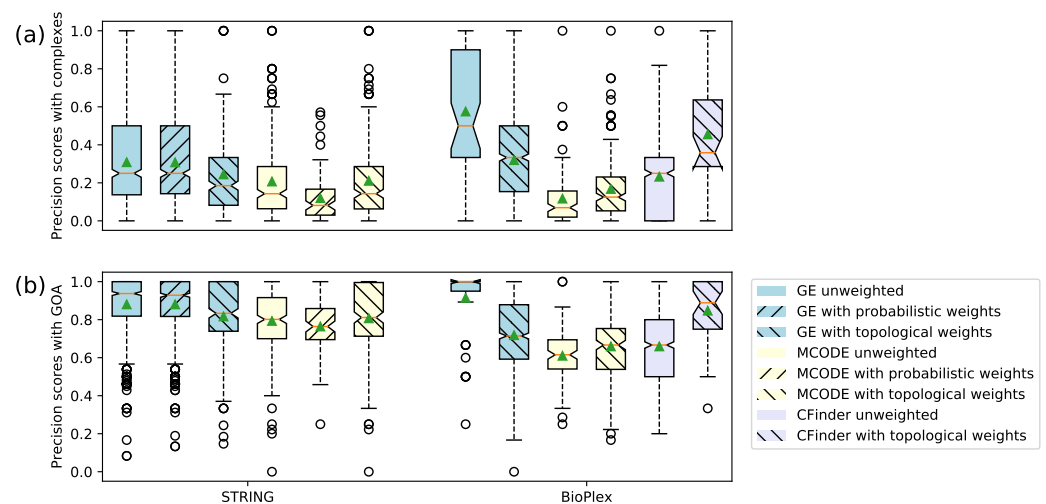 (a)
Precision scores with complexes
1.0
0.8
0.6
0.4
0.2
0.0
(b)
Precision scores with GOA
1.0
0.8
0.6
0.4
0.2
0.0
STRING
BioPlex
GE unweighted
GE with probabilistic weights
GE with topological weights
MCODE unweighted
MCODE with probabilistic weights
MCODE with topological weights
CFinder unweighted
CFinder with topological weights